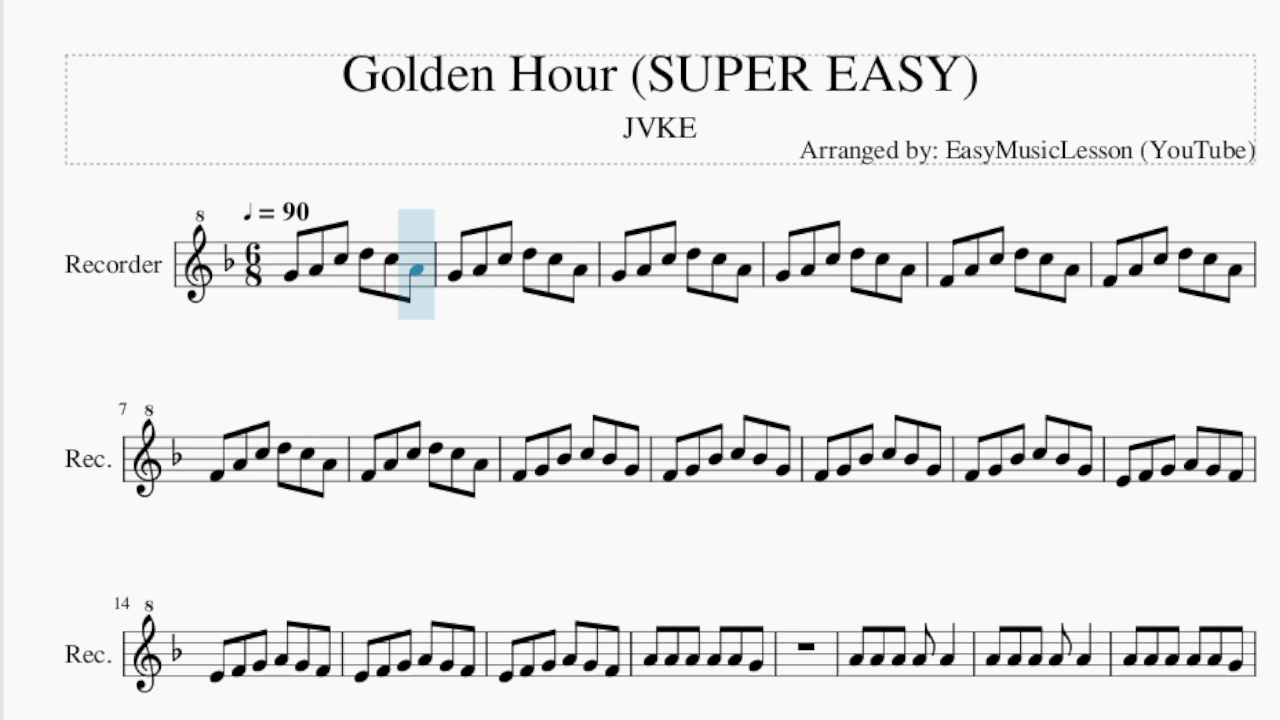 Golden Hour (SUPER EASY)
JVKE
Arranged by: EasyMusicLesson (YouTube)
8
♩ = 90
Recorder
6
8
7
8
Rec.
14
8
Rec.